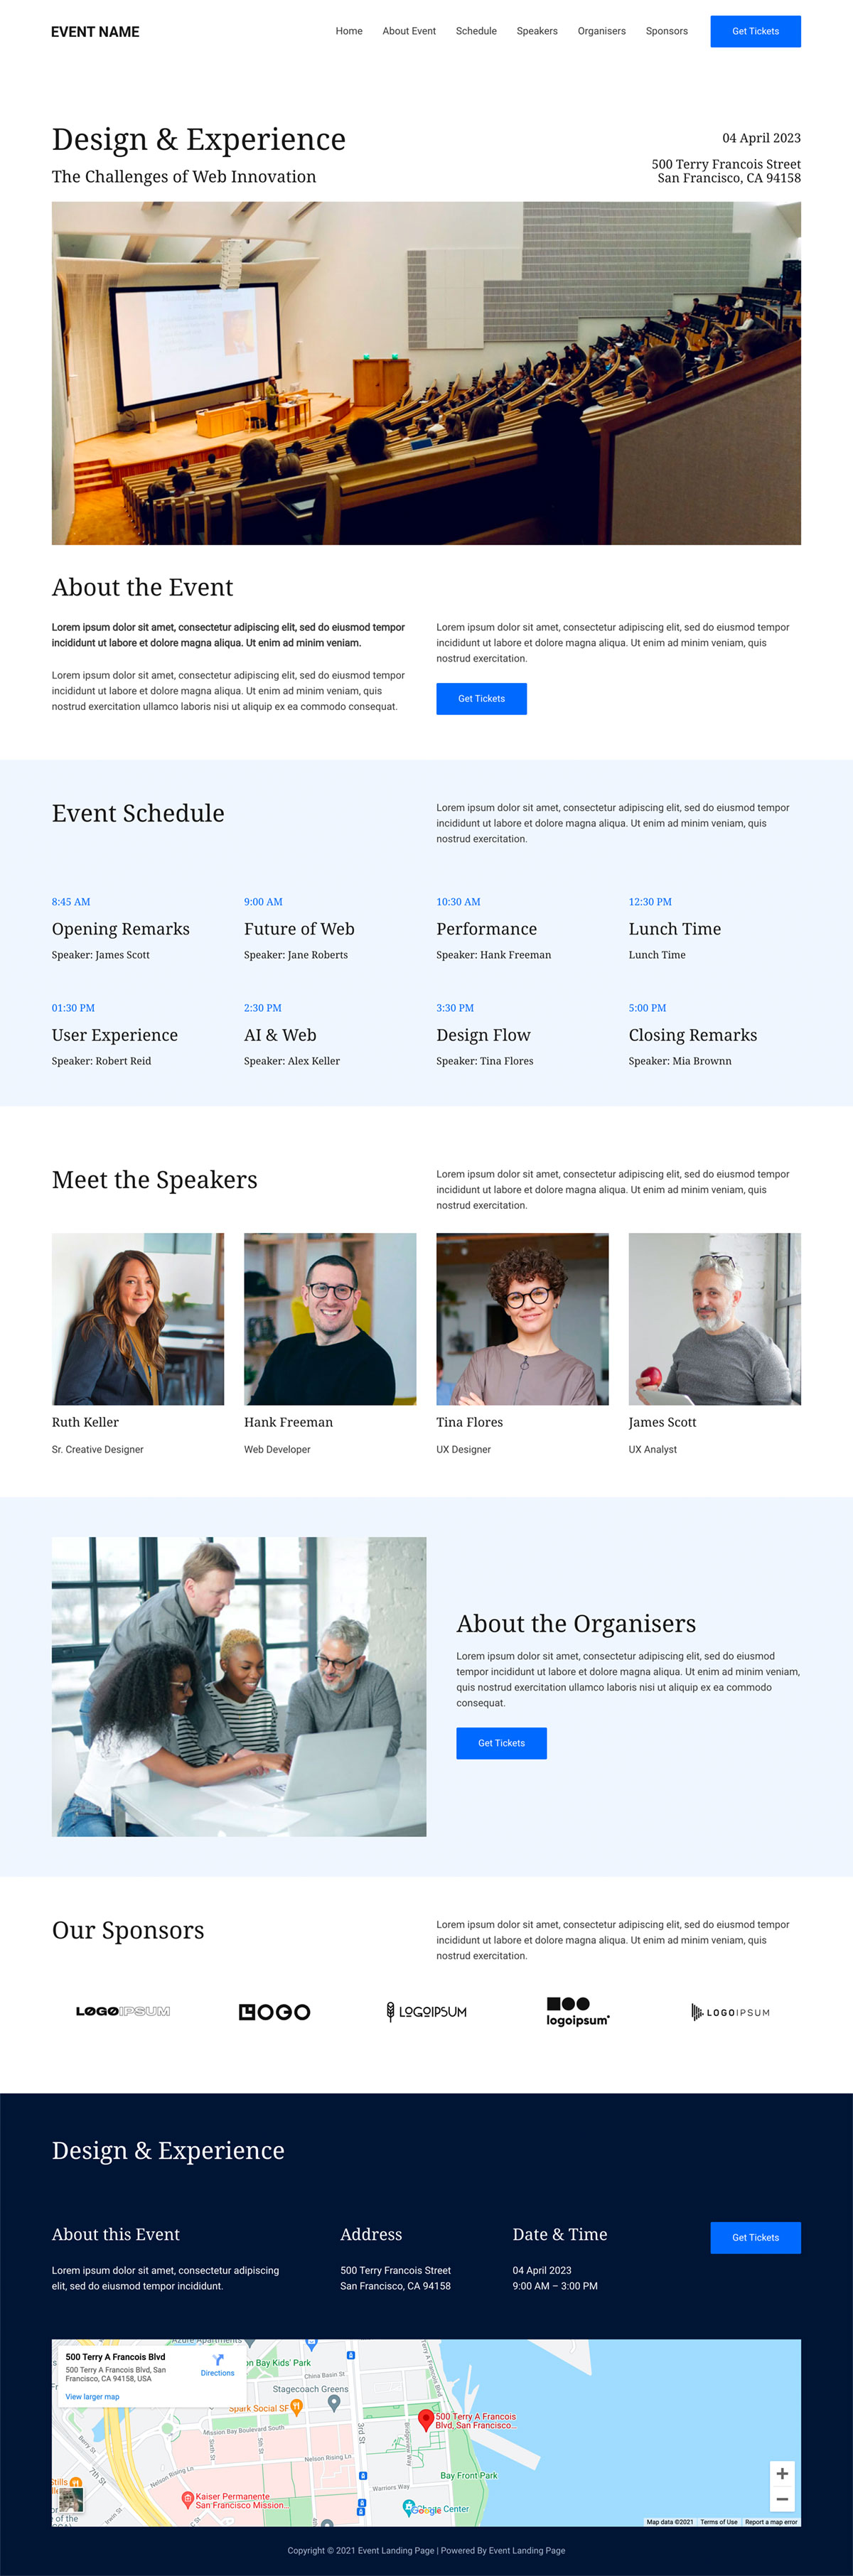 EVENT NAME
Home About Event Schedule Speakers Organisers Sponsors Get Tickets
Design & Experience
The Challenges of Web Innovation
04 April 2023
500 Terry Francois Street
San Francisco, CA 94158
About the Event
Lorem ipsum dolor sit amet, consectetur adipiscing elit, sed do eiusmod tempor
incididunt ut labore et dolore magna aliqua. Ut enim ad minim veniam.
Lorem ipsum dolor sit amet, consectetur adipiscing elit, sed do eiusmod tempor
incididunt ut labore et dolore magna aliqua. Ut enim ad minim veniam, quis
nostrud exercitation ullamco laboris nisi ut aliquip ex ea commodo consequat.
Lorem ipsum dolor sit amet, consectetur adipiscing elit, sed do eiusmod tempor
incididunt ut labore et dolore magna aliqua. Ut enim ad minim veniam, quis
nostrud exercitation.
Get Tickets
Event Schedule
Lorem ipsum dolor sit amet, consectetur adipiscing elit, sed do eiusmod tempor
incididunt ut labore et dolore magna aliqua. Ut enim ad minim veniam, quis
nostrud exercitation.
8:45 AM
Opening Remarks
Speaker: James Scott
9:00 AM
Future of Web
Speaker: Jane Roberts
10:30 AM
Performance
Speaker: Hank Freeman
12:30 PM
Lunch Time
Lunch Time
01:30 PM
User Experience
Speaker: Robert Reid
2:30 PM
AI & Web
Speaker: Alex Keller
3:30 PM
Design Flow
Speaker: Tina Flores
5:00 PM
Closing Remarks
Speaker: Mia Brownn
Meet the Speakers
Lorem ipsum dolor sit amet, consectetur adipiscing elit, sed do eiusmod tempor
incididunt ut labore et dolore magna aliqua. Ut enim ad minim veniam, quis
nostrud exercitation.
Ruth Keller
Sr. Creative Designer
Hank Freeman
Web Developer
Tina Flores
UX Designer
James Scott
UX Analyst
About the Organisers
Lorem ipsum dolor sit amet, consectetur adipiscing elit, sed do eiusmod
tempor incididunt ut labore et dolore magna aliqua. Ut enim ad minim veniam,
quis nostrud exercitation ullamco laboris nisi ut aliquip ex ea commodo
consequat.
Get Tickets
Our Sponsors
Lorem ipsum dolor sit amet, consectetur adipiscing elit, sed do eiusmod tempor
incididunt ut labore et dolore magna aliqua. Ut enim ad minim veniam, quis
nostrud exercitation.
LOGOIPSUM
LOGO
LOGOIPSUM
logoipsum
LOGOIPSUM
Design & Experience
About this Event
Lorem ipsum dolor sit amet, consectetur adipiscing
elit, sed do eiusmod tempor incididunt.
Address
500 Terry Francois Street
San Francisco, CA 94158
Date & Time
04 April 2023
9:00 AM – 3:00 PM
Get Tickets
500 Terry A Francois Blvd
500 Terry A Francois Blvd, San
Francisco, CA 94158, USA
Directions
View larger map
Bay Kids' Park
China Basin St
Stagecoach Greens
Spark Social SF
Mission Bay Boulevard South
3rd St
500 Terry A Francois
Blvd, San Francisco...
Nelson Rising Ln
Nelson Rising Ln
Warriors Way
Bay Front Park
7th St
Berry St
Irwin St
Kaiser Permanente
San Francisco Mission...
Center
Google
Map data ©2021 Terms of Use Report a map error
Copyright © 2021 Event Landing Page | Powered By Event Landing Page